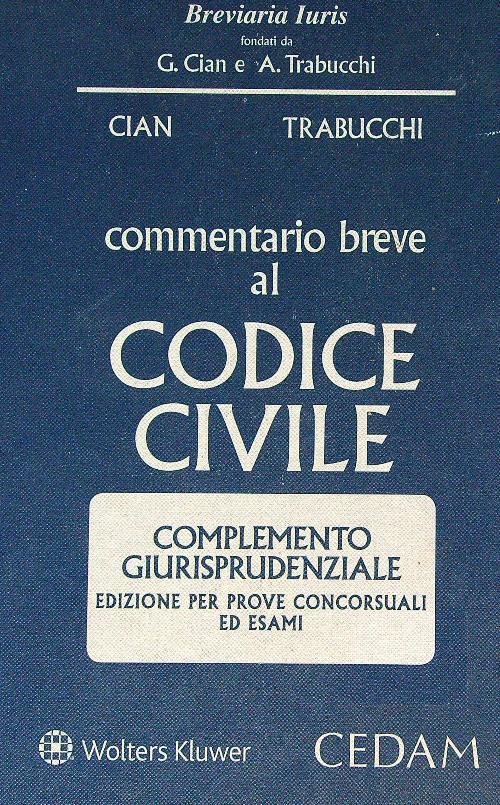 Breviaria Iuris
fondati da
G. Cian e A. Trabucchi
CIAN TRABUCCHI
commentario breve
al
CODICE
CIVILE
COMPLEMENTO
GIURISPRUDENZIALE
EDIZIONE PER PROVE CONCORSUALI
ED ESAMI
Wolters Kluwer CEDAM